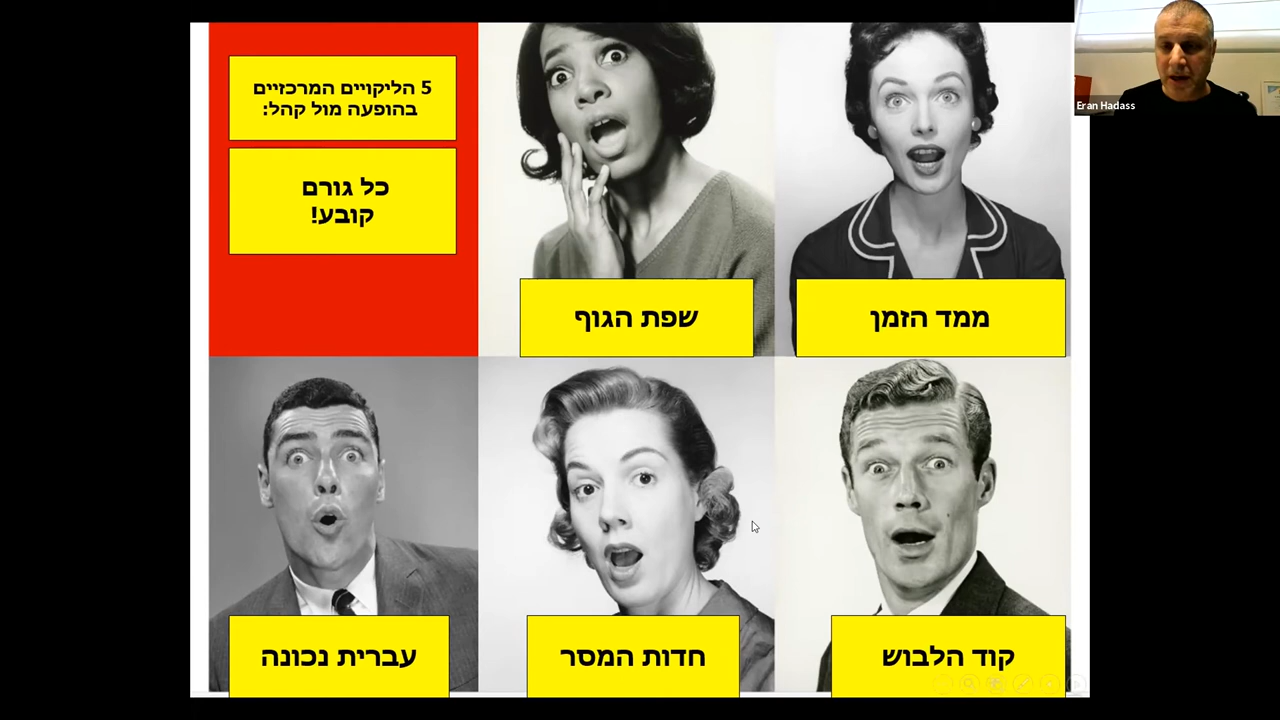 5 הליקויים המרכזיים
בהופעה מול קהל:
כל גורם
קובע!
ממד הזמן
שפת הגוף
קוד הלבוש
חדות המסר
עברית נכונה
Eran Hadass